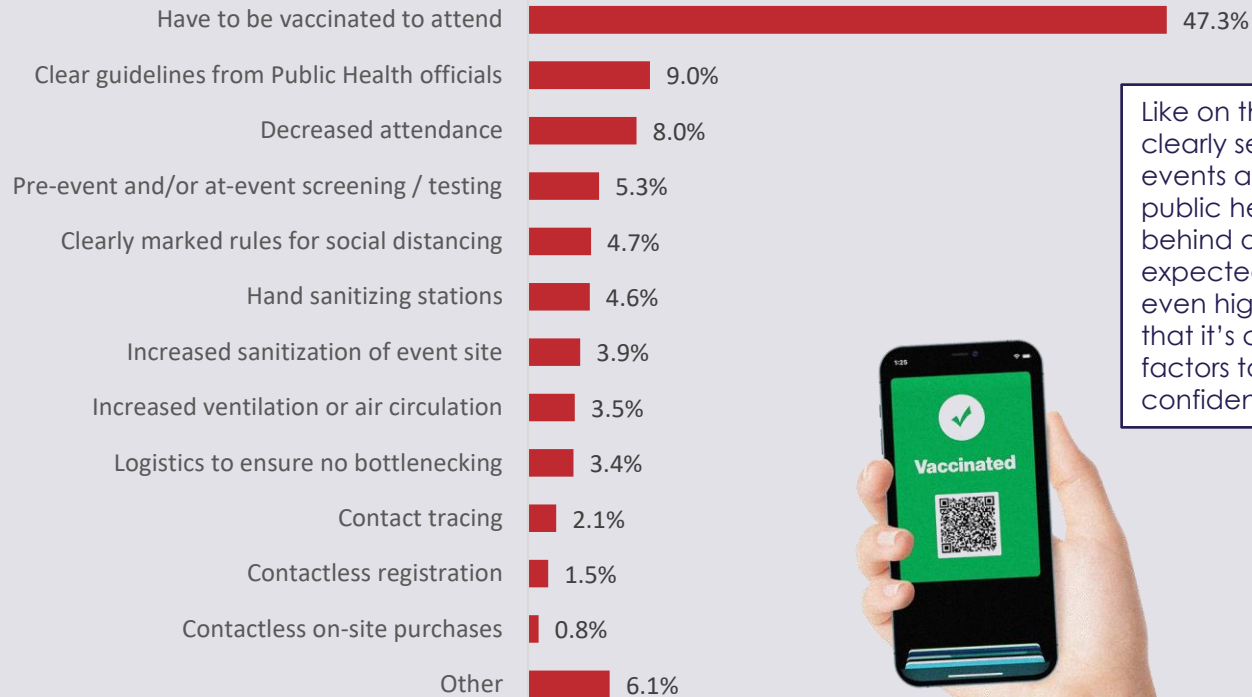 Have to be vaccinated to attend 47.3%
Clear guidelines from Public Health officials 9.0%
Decreased attendance 8.0%
Pre-event and/or at-event screening / testing 5.3%
Clearly marked rules for social distancing 4.7%
Hand sanitizing stations 4.6%
Increased sanitization of event site 3.9%
Increased ventilation or air circulation 3.5%
Logistics to ensure no bottlenecking 3.4%
Contact tracing 2.1%
Contactless registration 1.5%
Contactless on-site purchases 0.8%
Other 6.1%
Like on th
clearly se
events a
public he
behind
expected
even hig
that it's
factors to
confiden
1:25
Vaccinated